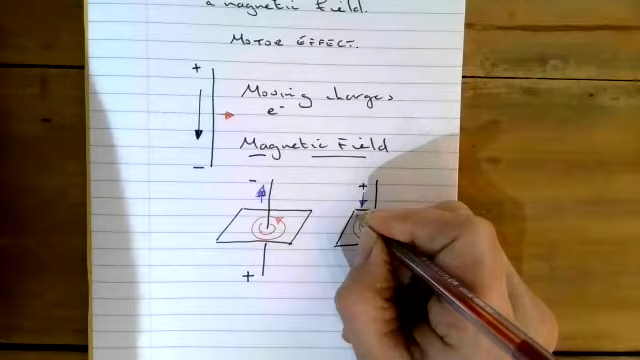 a magnetic field.
MOTOR EFFECT.
+
Moving charges
e⁻
Magnetic Field
−
− +
+